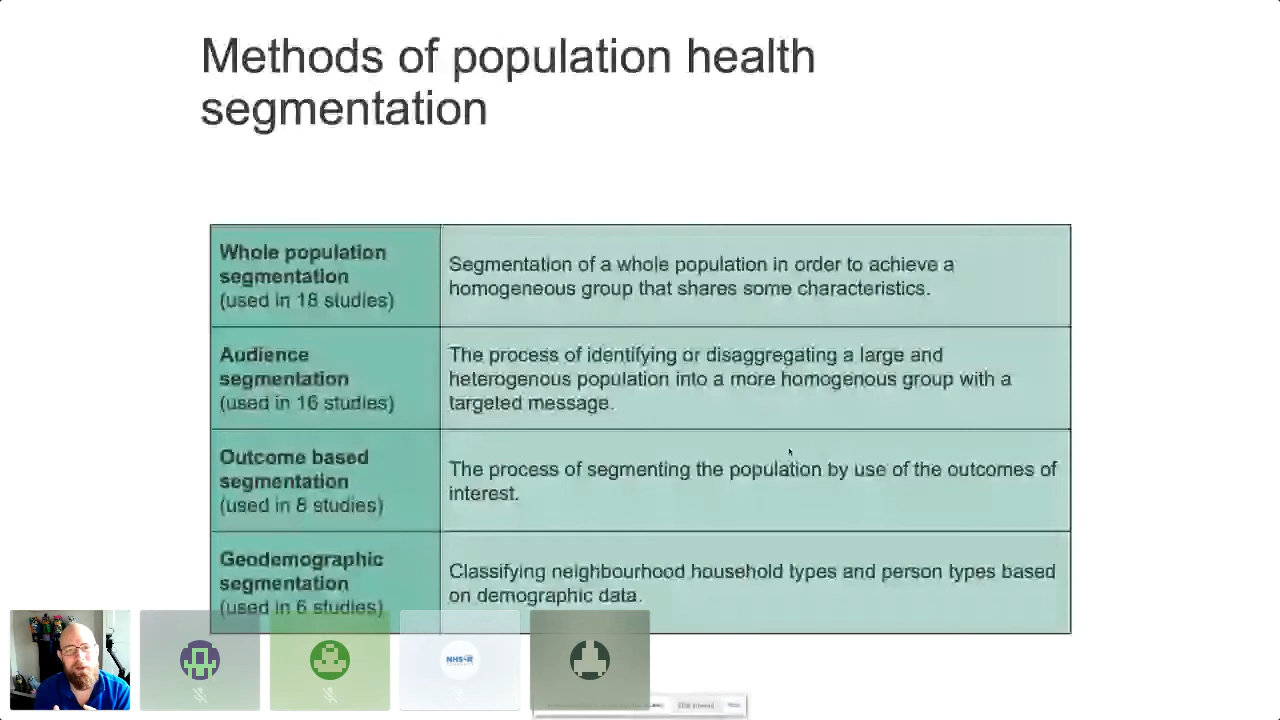 Methods of population health
segmentation
Whole population
segmentation
(used in 18 studies)
Segmentation of a whole population in order to achieve a
homogeneous group that shares some characteristics.
Audience
segmentation
(used in 16 studies)
The process of identifying or disaggregating a large and
heterogenous population into a more homogenous group with a
targeted message.
Outcome based
segmentation
(used in 8 studies)
The process of segmenting the population by use of the outcomes of
interest.
Geodemographic
segmentation
(used in 6 studies)
Classifying neighbourhood household types and person types based
on demographic data.
NHS-R